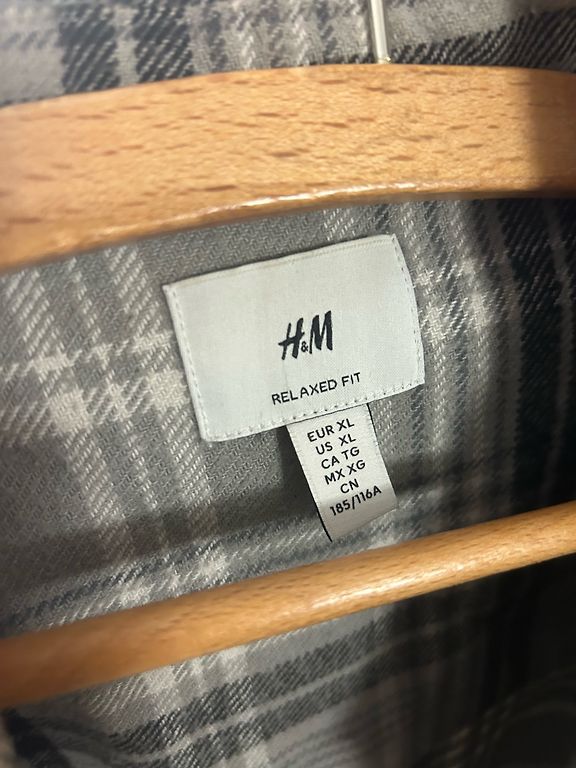 H&M
RELAXED FIT
EUR XL
US XL
CA TG
MX XG
CN
185/116A